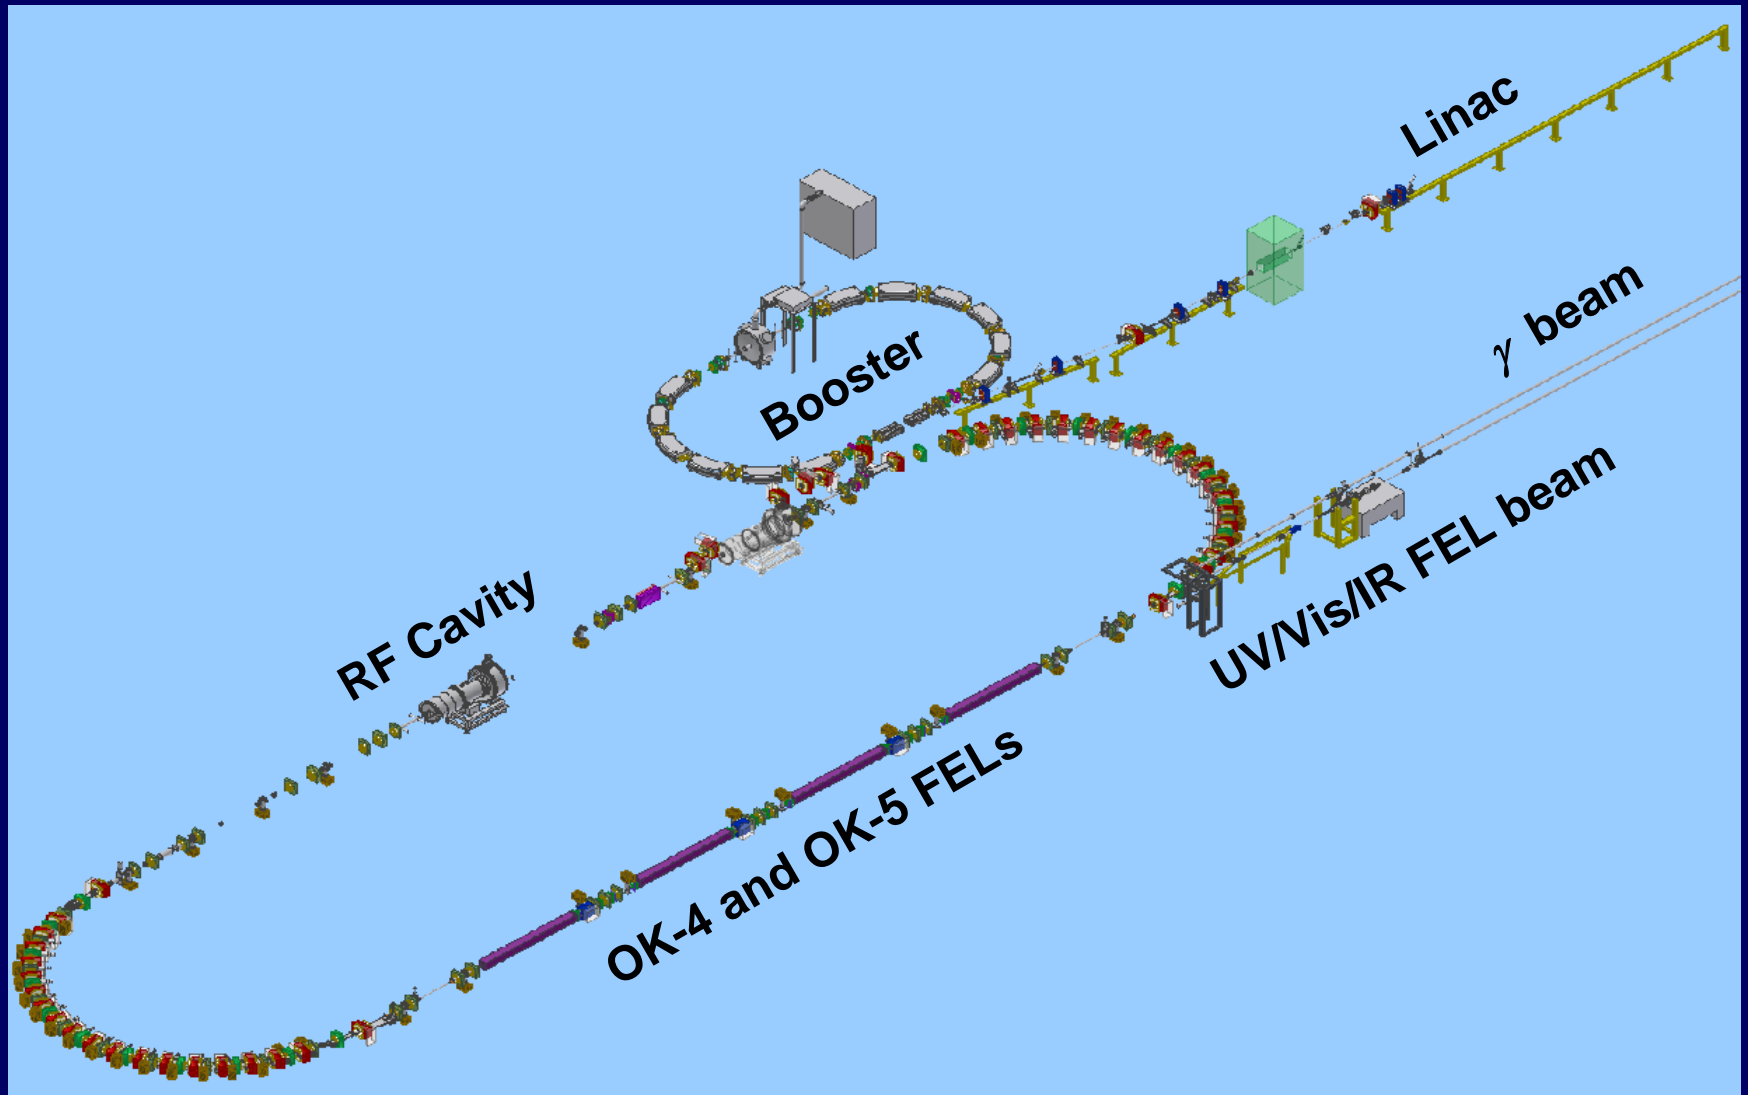 Linac
γ beam
Booster
UV/Vis/IR FEL beam
RF Cavity
OK-4 and OK-5 FELs